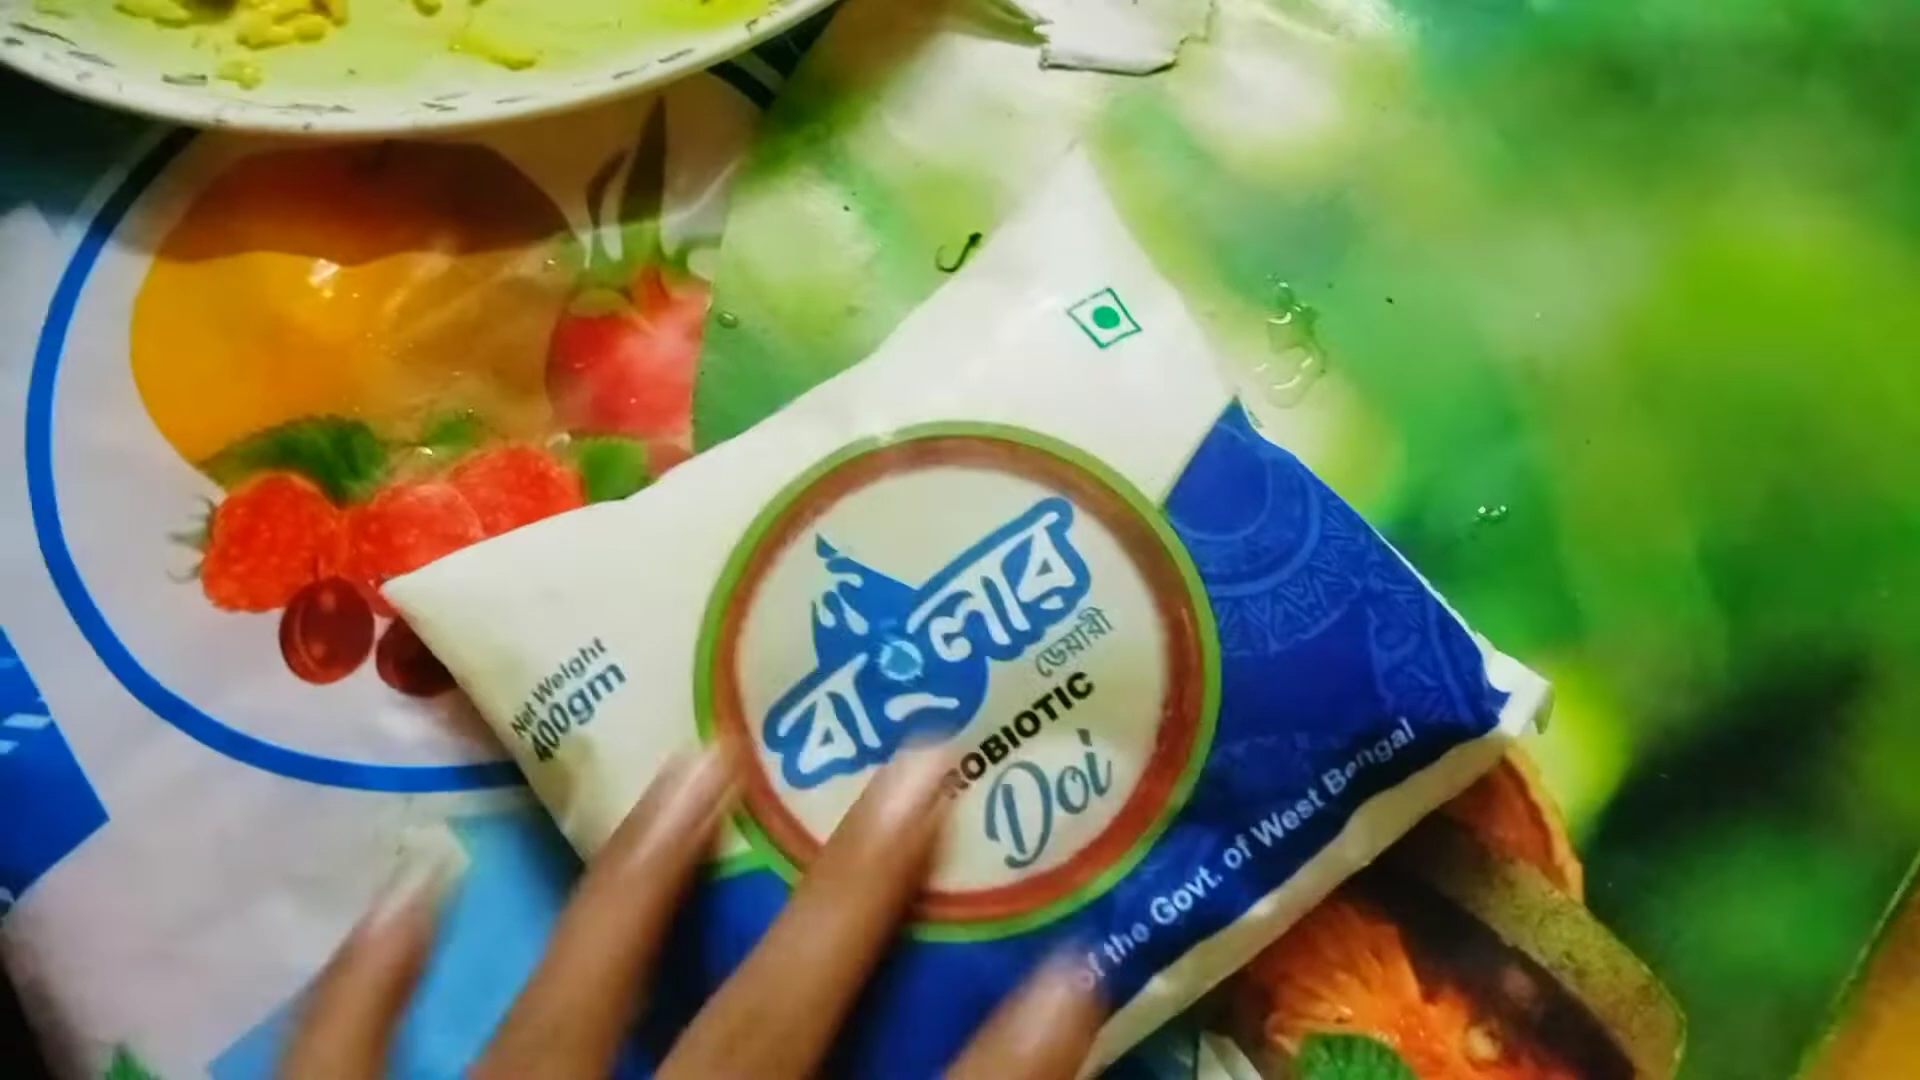 Net Weight
400gm
বাংলার
ডেয়ারী
ROBIOTIC
Doi
of the Govt. of West Bengal